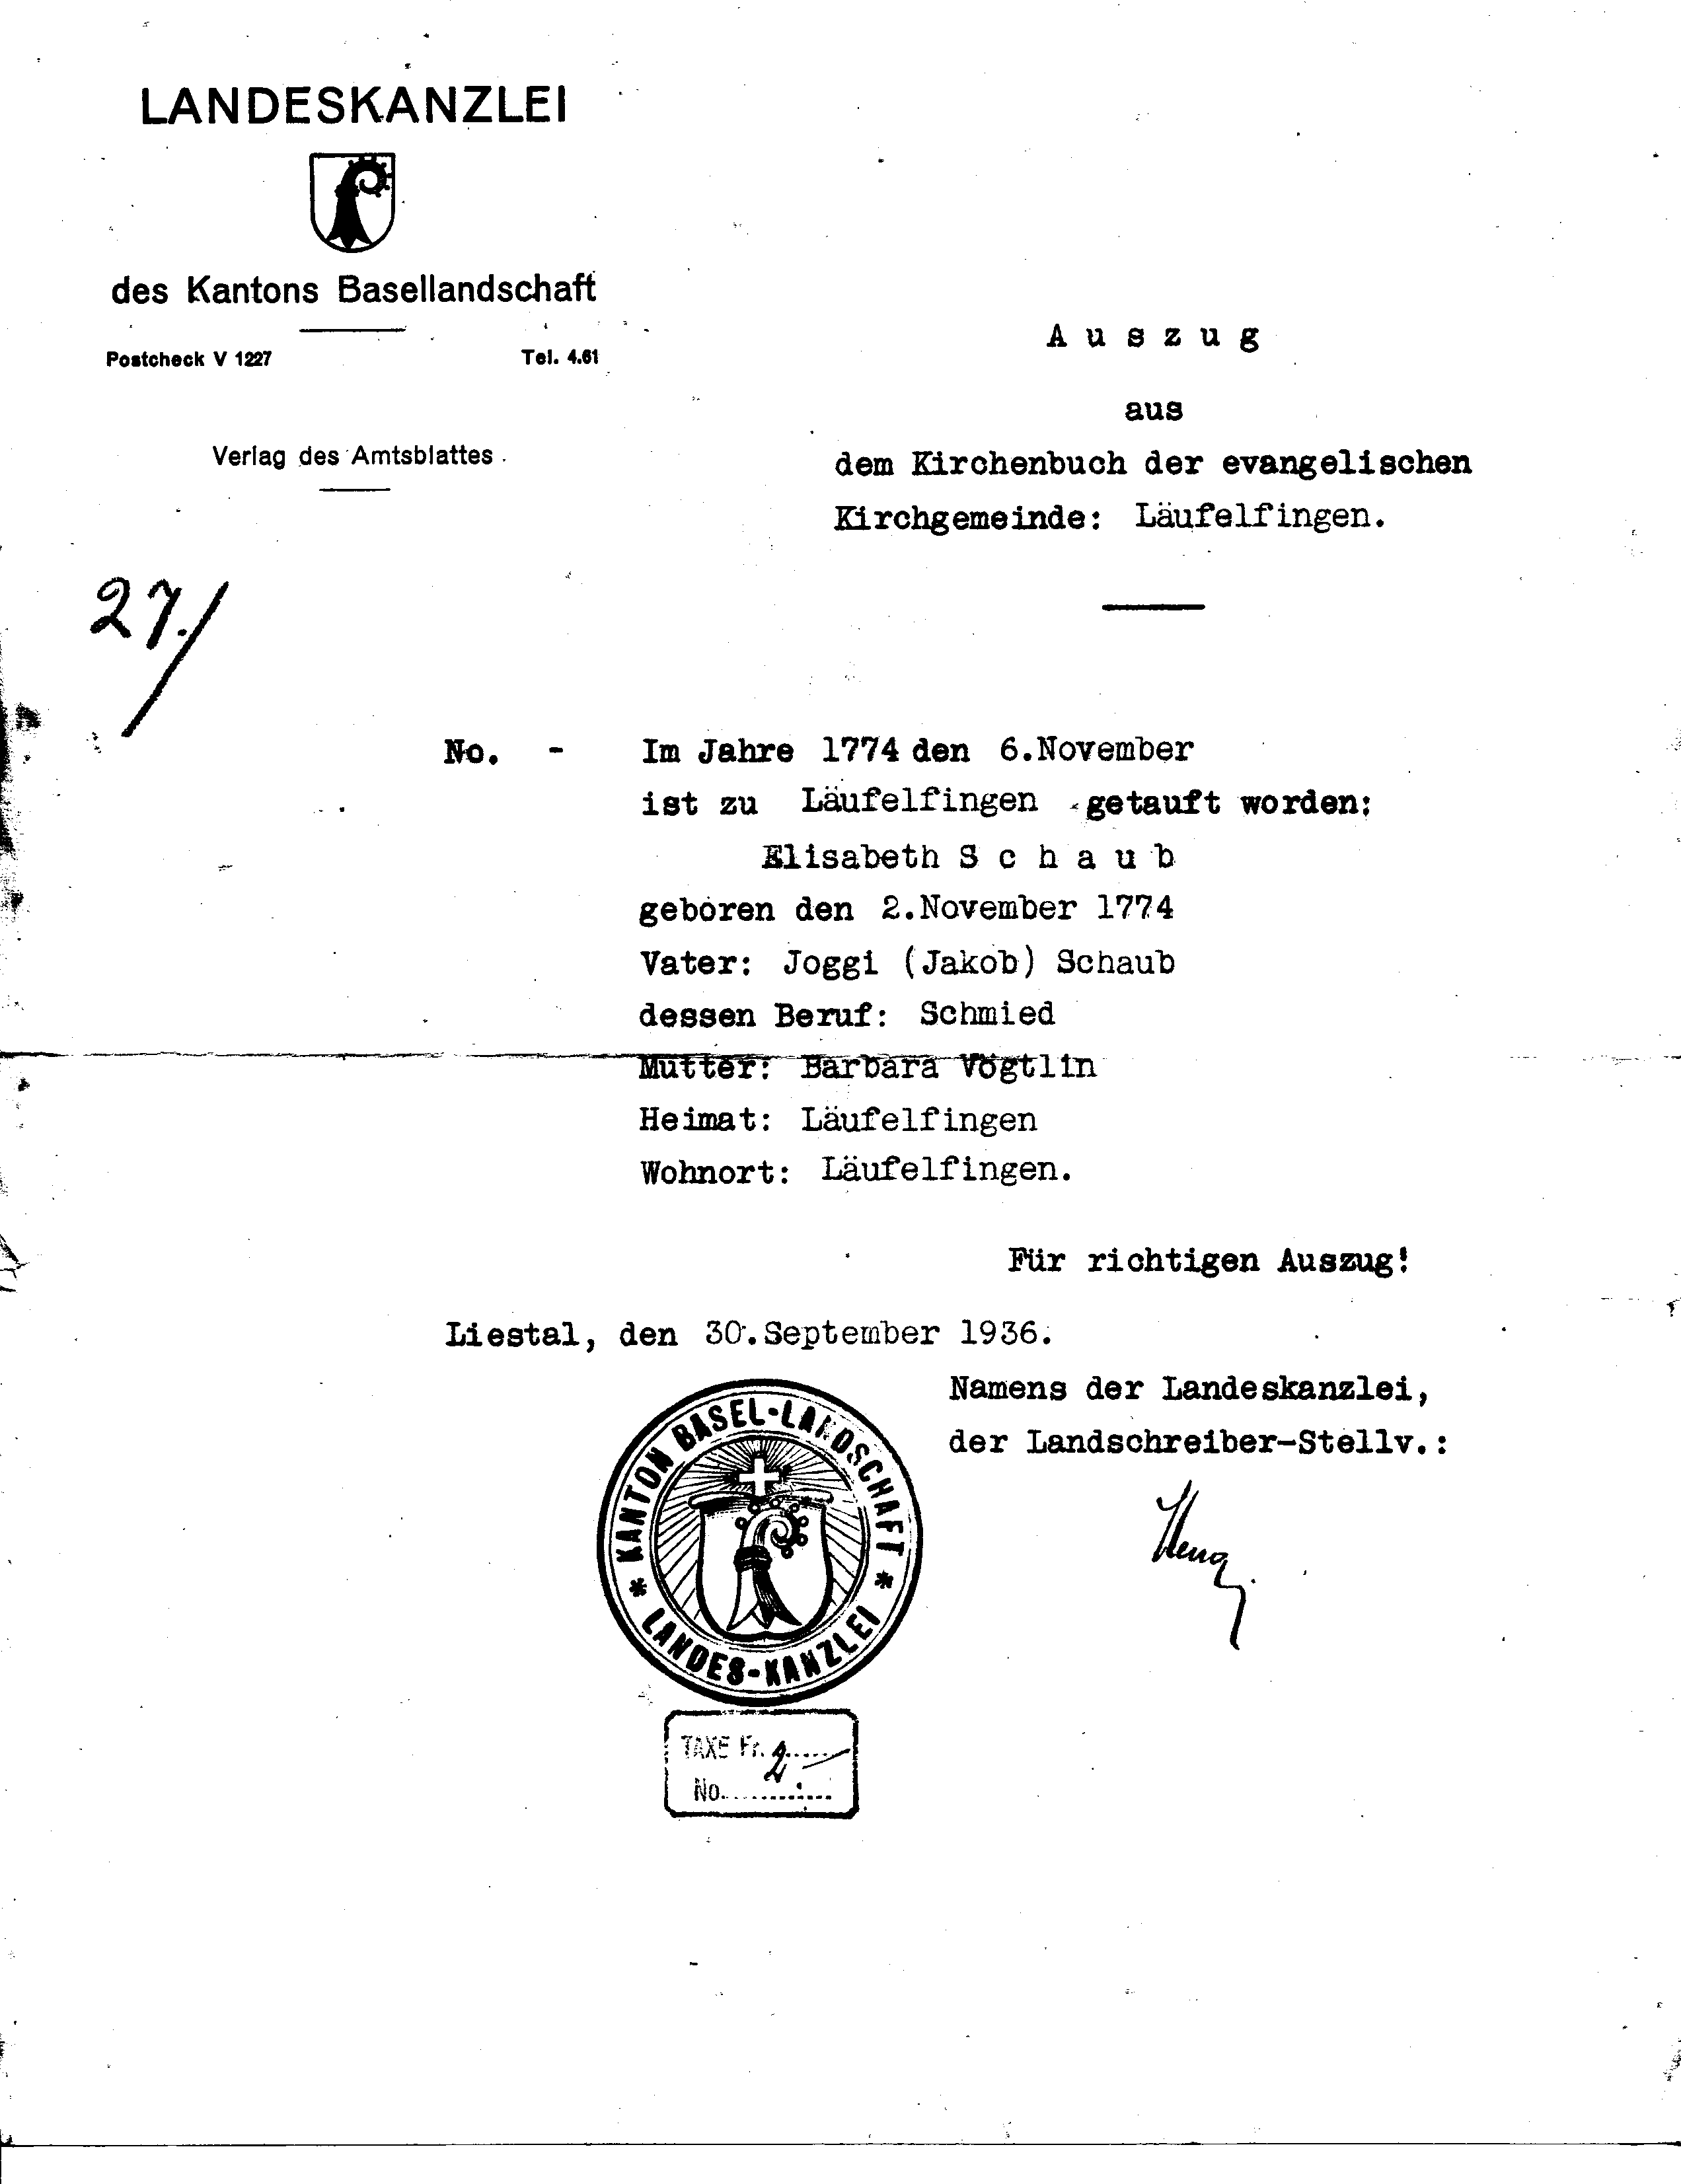 LANDESKANZLEI
des Kantons Basellandschaft
Postcheck V 1227 Tel. 4.61
Verlag des Amtsblattes
A u s z u g
aus
dem Kirchenbuch der evangelischen
Kirchgemeinde: Läufelfingen.
27./
No. - Im Jahre 1774 den 6.November
ist zu Läufelfingen getauft worden:
Elisabeth S c h a u b
geboren den 2.November 1774
Vater: Joggi (Jakob) Schaub
dessen Beruf: Schmied
Mutter: Barbara Vögtlin
Heimat: Läufelfingen
Wohnort: Läufelfingen.
Für richtigen Auszug!
Liestal, den 30.September 1936.
Namens der Landeskanzlei,
der Landschreiber-Stellv.:
* KANTON BASEL-LANDSCHAFT *
LANDES-KANZLEI
TAXE Fr. 2.-
No.